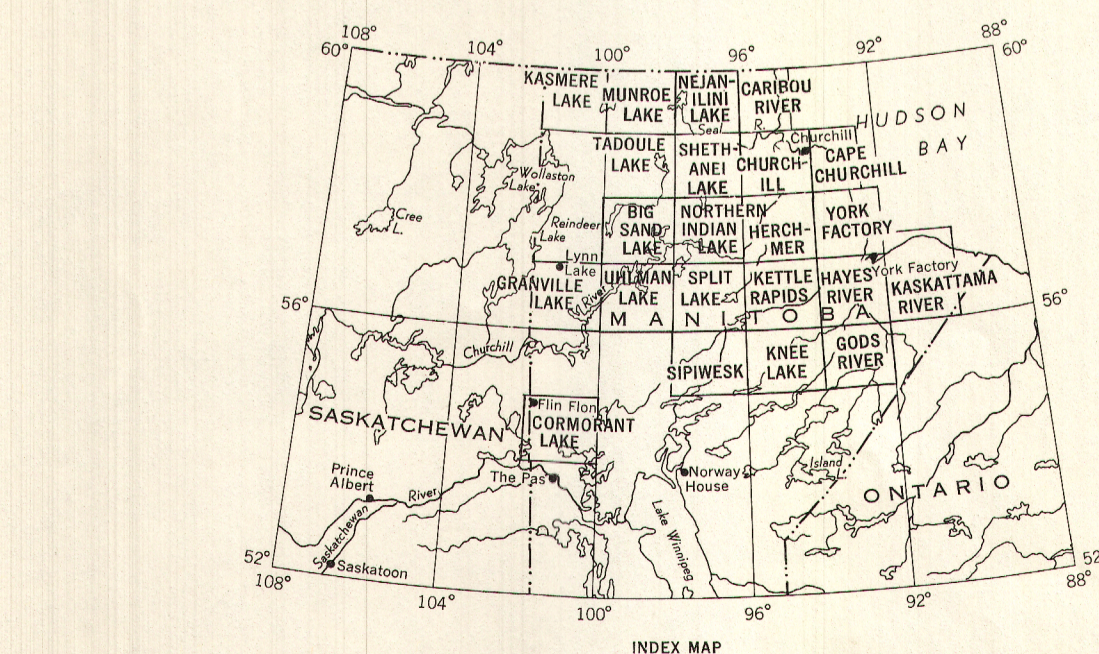 108°
104°
100°
96°
92°
88°
60°
60°
KASMERE
LAKE
MUNROE
LAKE
NEJAN-
ILINI
LAKE
CARIBOU
RIVER
HUDSON
BAY
Seal
R.
Churchill
TADOULE
LAKE
SHETH-
ANEI
LAKE
CHURCH-
ILL
CAPE
CHURCHILL
Wollaston
Lake
Cree
L.
Reindeer
Lake
BIG
SAND
LAKE
NORTHERN
INDIAN
LAKE
HERCH-
MER
YORK
FACTORY
Lynn
Lake
GRANVILLE
LAKE
River
UHLMAN
LAKE
SPLIT
LAKE
KETTLE
RAPIDS
HAYES
RIVER
York Factory
KASKATTAMA
RIVER
56°
56°
MANITOBA
Churchill
SIPIWESK
KNEE
LAKE
GODS
RIVER
SASKATCHEWAN
Flin Flon
CORMORANT
LAKE
Prince
Albert
River
The Pas
Norway
House
Island
L.
ONTARIO
Saskatchewan
Lake Winnipeg
Saskatoon
52°
52
108°
104°
100°
96°
92°
88°
INDEX MAP